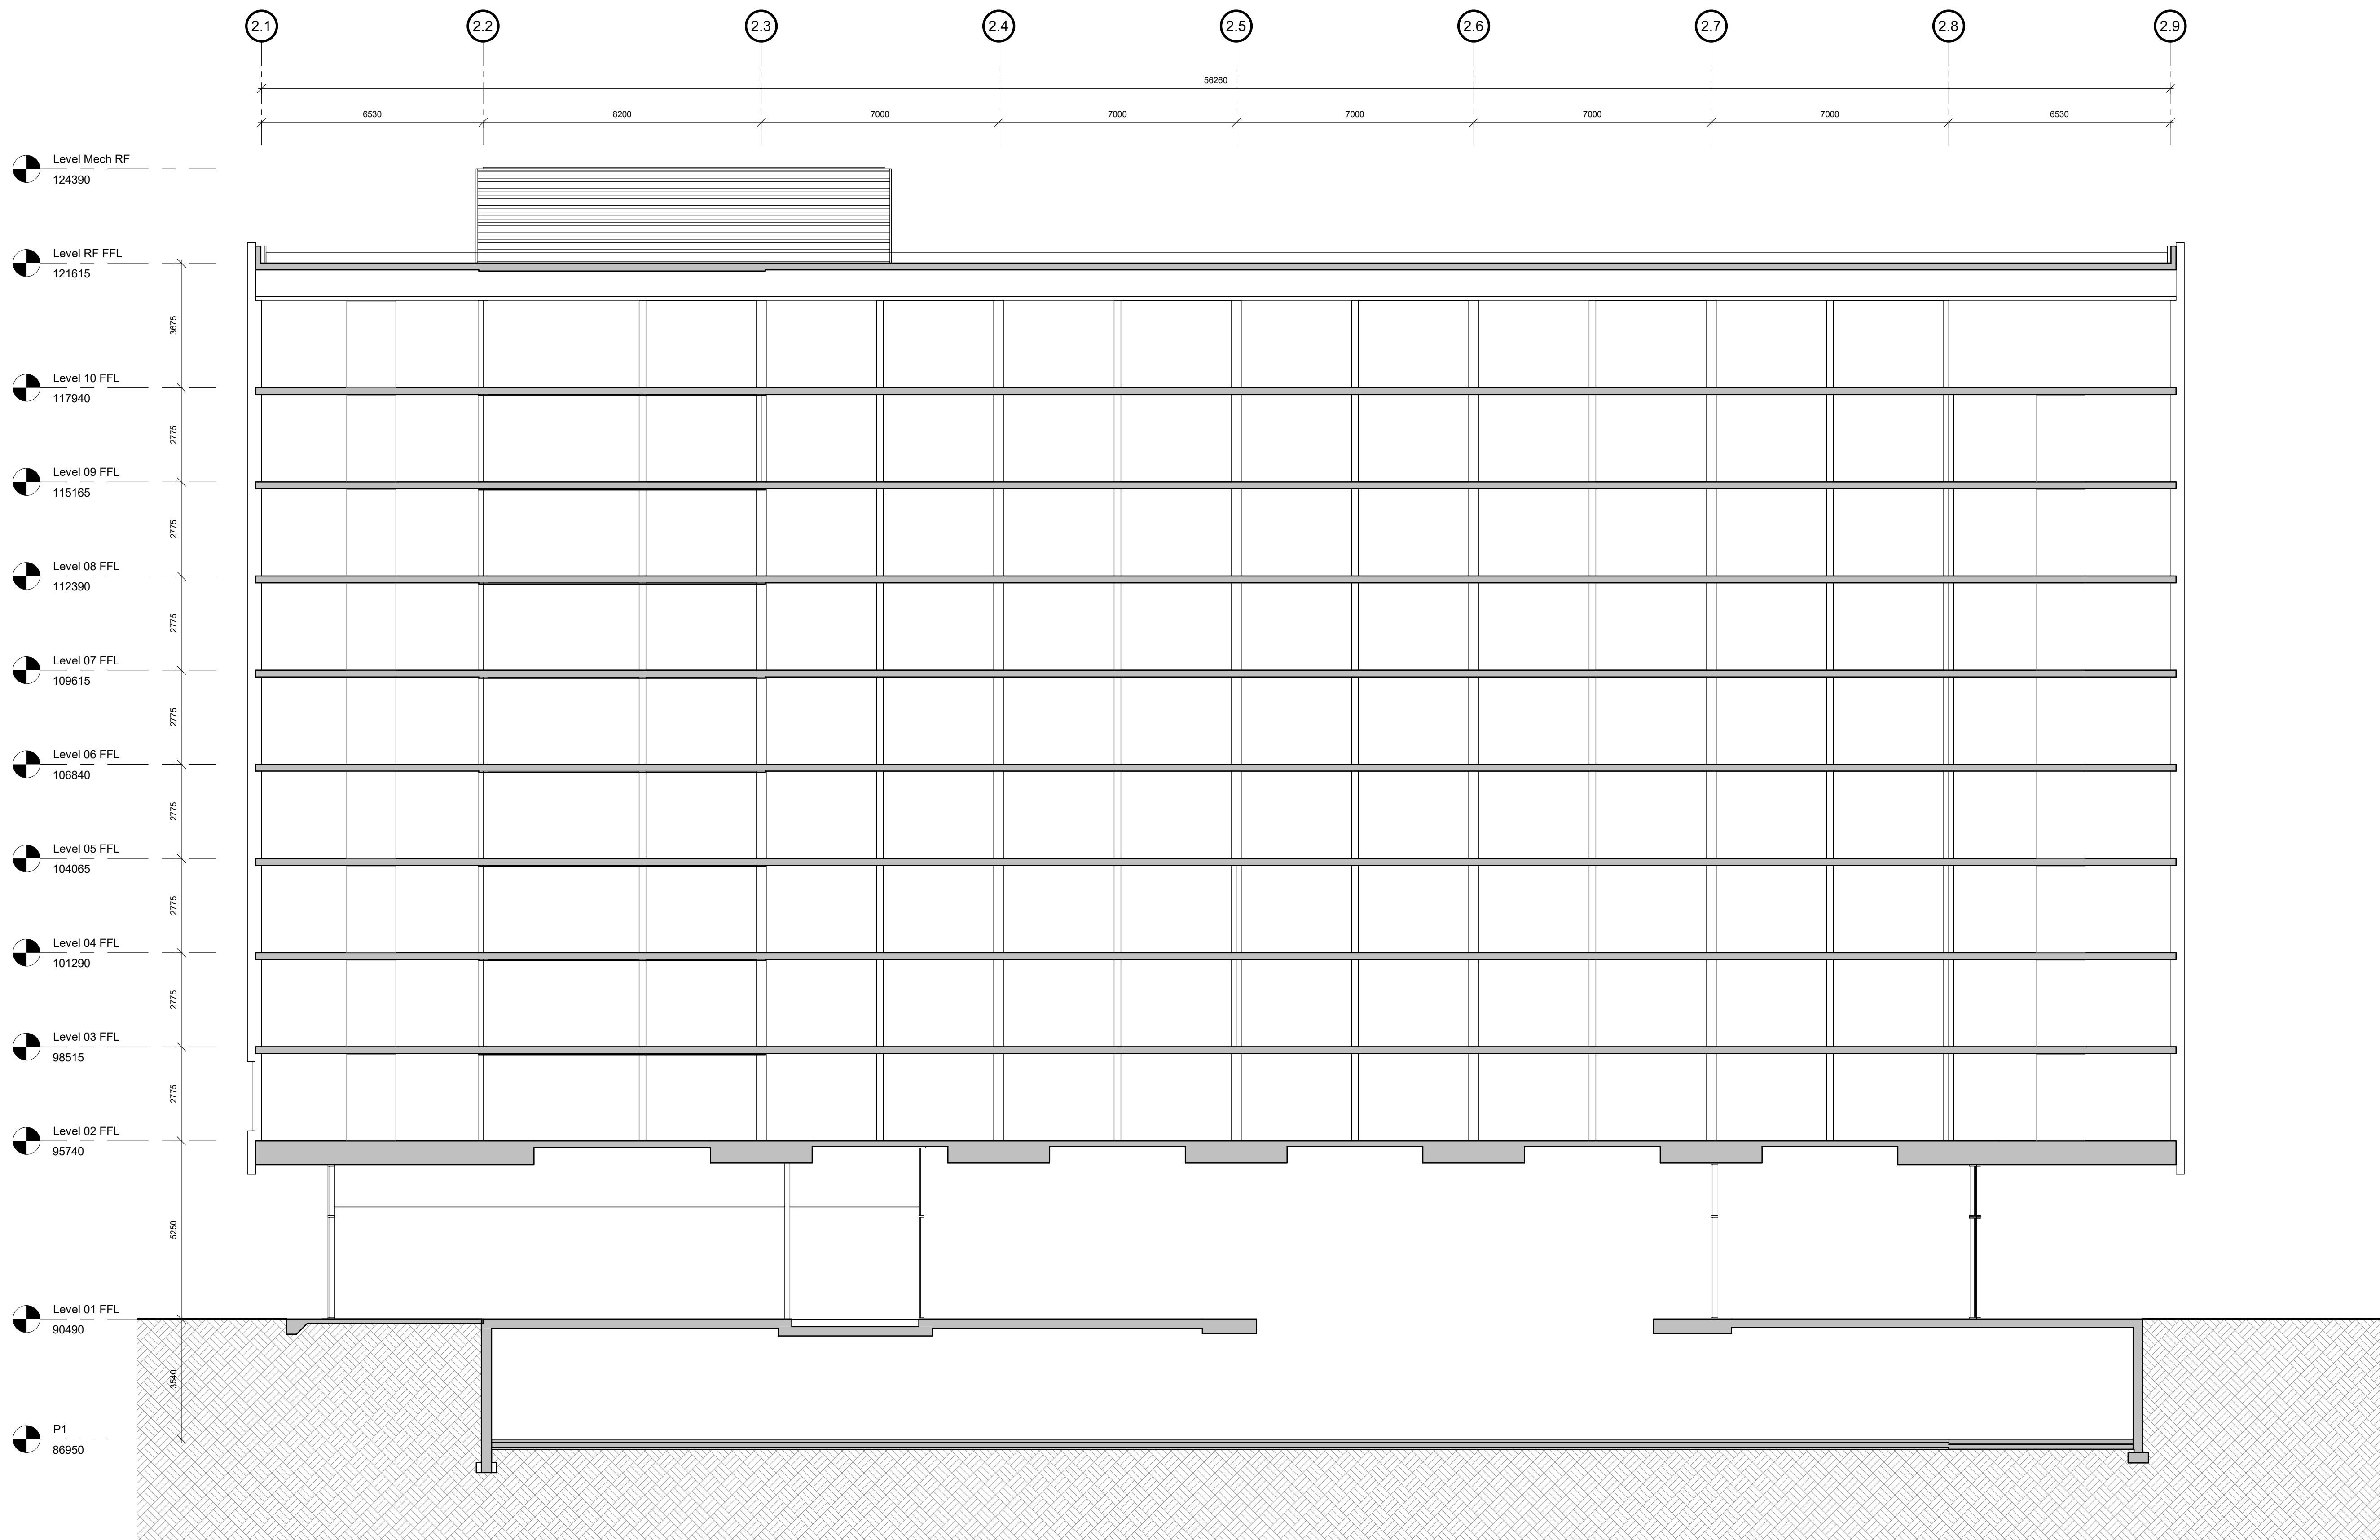 2.1 2.2 2.3 2.4 2.5 2.6 2.7 2.8 2.9
56260
6530 8200 7000 7000 7000 7000 7000 6530
Level Mech RF
124390
Level RF FFL
121615
3675
Level 10 FFL
117940
2775
Level 09 FFL
115165
2775
Level 08 FFL
112390
2775
Level 07 FFL
109615
2775
Level 06 FFL
106840
2775
Level 05 FFL
104065
2775
Level 04 FFL
101290
2775
Level 03 FFL
98515
2775
Level 02 FFL
95740
5250
Level 01 FFL
90490
3540
P1
86950